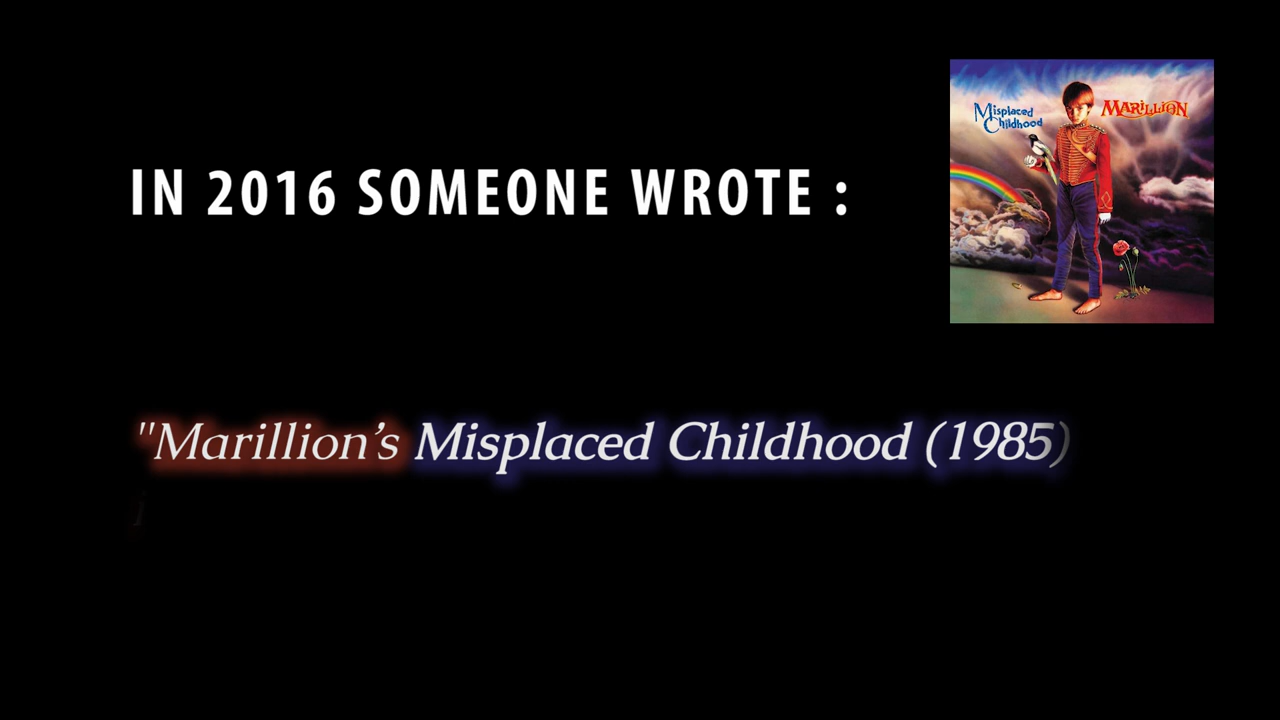 Misplaced
Childhood
MARILLION
IN 2016 SOMEONE WROTE :
"Marillion’s Misplaced Childhood (1985)
i